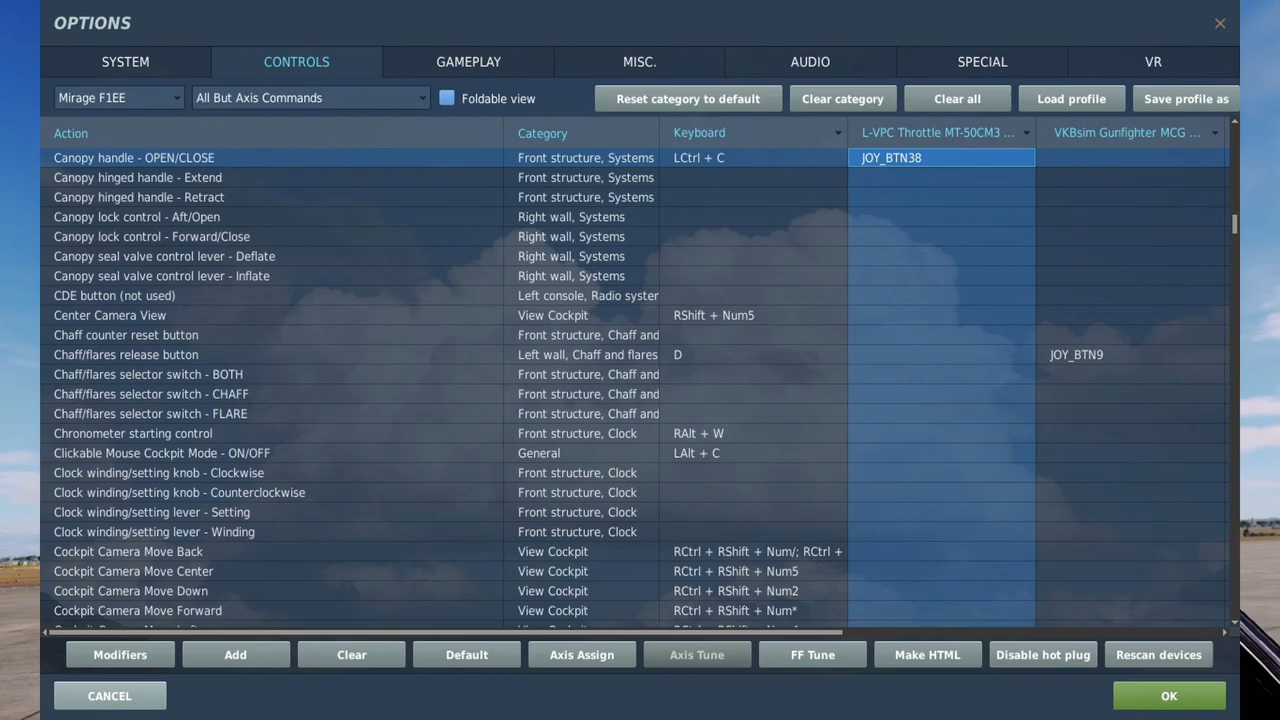 OPTIONS
×
SYSTEM CONTROLS GAMEPLAY MISC. AUDIO SPECIAL VR
Mirage F1EE All But Axis Commands Foldable view Reset category to default Clear category Clear all Load profile Save profile as
Action Category Keyboard L-VPC Throttle MT-50CM3 ... VKBsim Gunfighter MCG ...
Canopy handle - OPEN/CLOSE Front structure, Systems LCtrl + C JOY_BTN38
Canopy hinged handle - Extend Front structure, Systems
Canopy hinged handle - Retract Front structure, Systems
Canopy lock control - Aft/Open Right wall, Systems
Canopy lock control - Forward/Close Right wall, Systems
Canopy seal valve control lever - Deflate Right wall, Systems
Canopy seal valve control lever - Inflate Right wall, Systems
CDE button (not used) Left console, Radio syster
Center Camera View View Cockpit RShift + Num5
Chaff counter reset button Front structure, Chaff and
Chaff/flares release button Left wall, Chaff and flares D JOY_BTN9
Chaff/flares selector switch - BOTH Front structure, Chaff and
Chaff/flares selector switch - CHAFF Front structure, Chaff and
Chaff/flares selector switch - FLARE Front structure, Chaff and
Chronometer starting control Front structure, Clock RAlt + W
Clickable Mouse Cockpit Mode - ON/OFF General LAlt + C
Clock winding/setting knob - Clockwise Front structure, Clock
Clock winding/setting knob - Counterclockwise Front structure, Clock
Clock winding/setting lever - Setting Front structure, Clock
Clock winding/setting lever - Winding Front structure, Clock
Cockpit Camera Move Back View Cockpit RCtrl + RShift + Num/; RCtrl +
Cockpit Camera Move Center View Cockpit RCtrl + RShift + Num5
Cockpit Camera Move Down View Cockpit RCtrl + RShift + Num2
Cockpit Camera Move Forward View Cockpit RCtrl + RShift + Num*
Modifiers Add Clear Default Axis Assign Axis Tune FF Tune Make HTML Disable hot plug Rescan devices
CANCEL OK